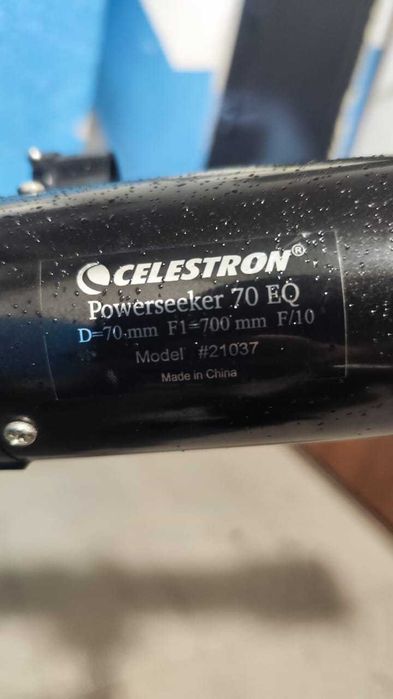 CELESTRON®
Powerseeker 70 EQ
D=70 mm F1=700 mm F/10
Model #21037
Made in China